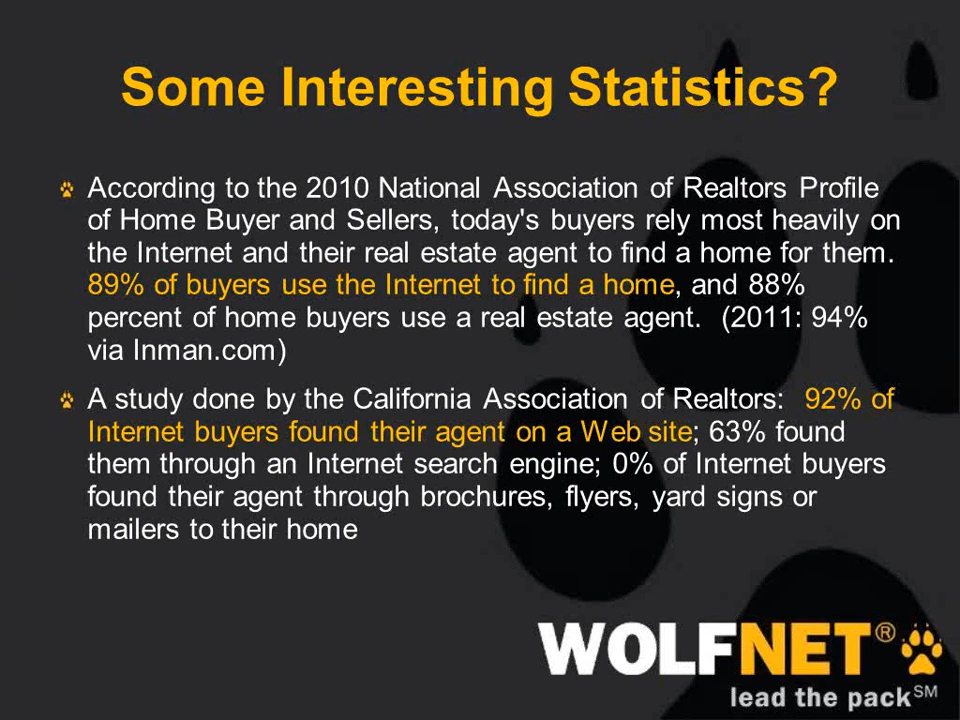 Some Interesting Statistics?
According to the 2010 National Association of Realtors Profile
of Home Buyer and Sellers, today's buyers rely most heavily on
the Internet and their real estate agent to find a home for them.
89% of buyers use the Internet to find a home, and 88%
percent of home buyers use a real estate agent. (2011: 94%
via Inman.com)
A study done by the California Association of Realtors: 92% of
Internet buyers found their agent on a Web site; 63% found
them through an Internet search engine; 0% of Internet buyers
found their agent through brochures, flyers, yard signs or
mailers to their home
WOLFNET®
lead the pack℠